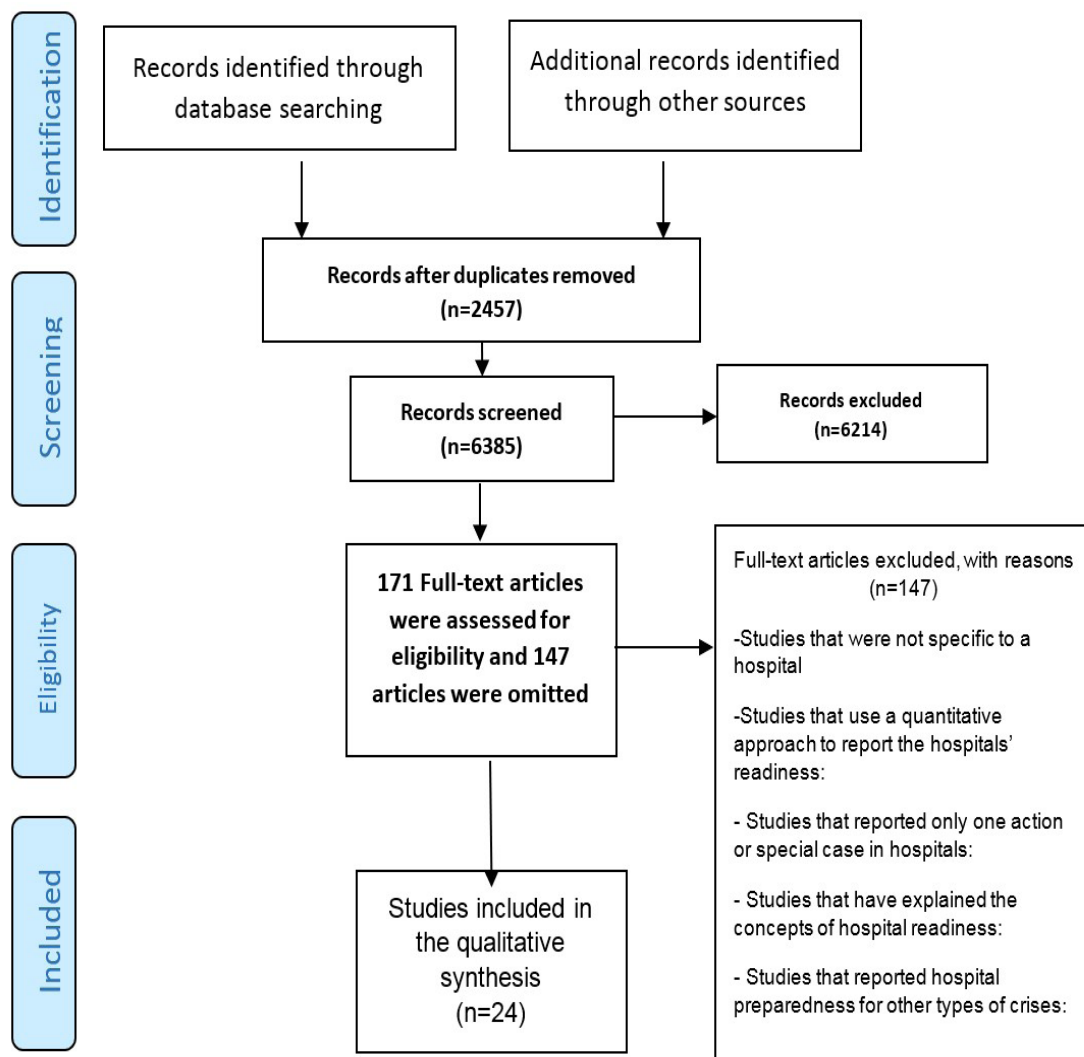 Identification
Records identified through
database searching
Additional records identified
through other sources
Screening
Records after duplicates removed
(n=2457)
Records screened
(n=6385)
Records excluded
(n=6214)
Eligibility
171 Full-text articles
were assessed for
eligibility and 147
articles were omitted
Full-text articles excluded, with reasons
(n=147)
-Studies that were not specific to a
hospital
-Studies that use a quantitative
approach to report the hospitals’
readiness:
- Studies that reported only one action
or special case in hospitals:
- Studies that have explained the
concepts of hospital readiness:
- Studies that reported hospital
preparedness for other types of crises:
Included
Studies included in
the qualitative
synthesis
(n=24)